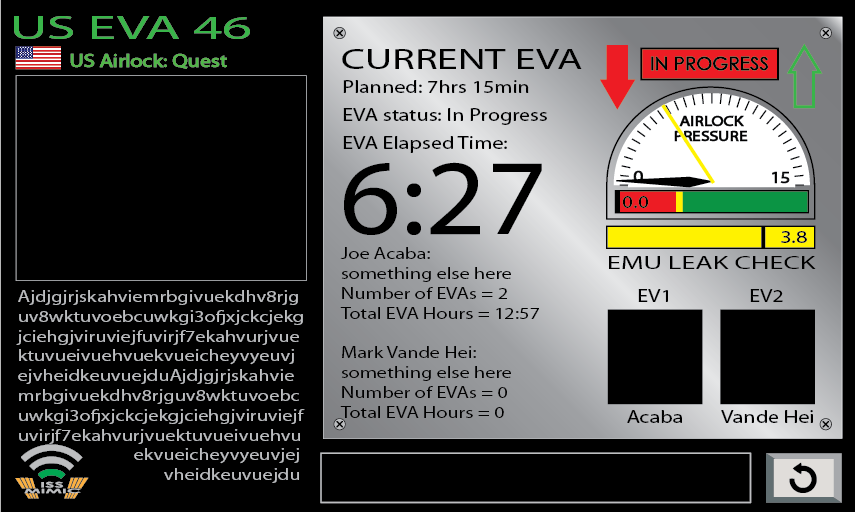 US EVA 46
US Airlock: Quest
Ajdjgjrjskahviemrbgivuekdhv8rjg
uv8wktuvoebcuwkgi3ofjxjckcjekg
jciehgjviruviejfuvirjf7ekahvurjvue
ktuvueivuehvuekvueicheyvyeuvj
ejvheidkeuvuejduAjdjgjrjskahvie
mrbgivuekdhv8rjguv8wktuvoebc
uwkgi3ofjxjckcjekgjciehgjviruviejf
uvirjf7ekahvurjvuektuvueivuehvu
ekvueicheyvyeuvjej
vheidkeuvuejdu
ISS
MIMIC
CURRENT EVA
Planned: 7hrs 15min
EVA status: In Progress
EVA Elapsed Time:
6:27
Joe Acaba:
something else here
Number of EVAs = 2
Total EVA Hours = 12:57
Mark Vande Hei:
something else here
Number of EVAs = 0
Total EVA Hours = 0
IN PROGRESS
AIRLOCK
PRESSURE
0 15
0.0
3.8
EMU LEAK CHECK
EV1 EV2
Acaba Vande Hei